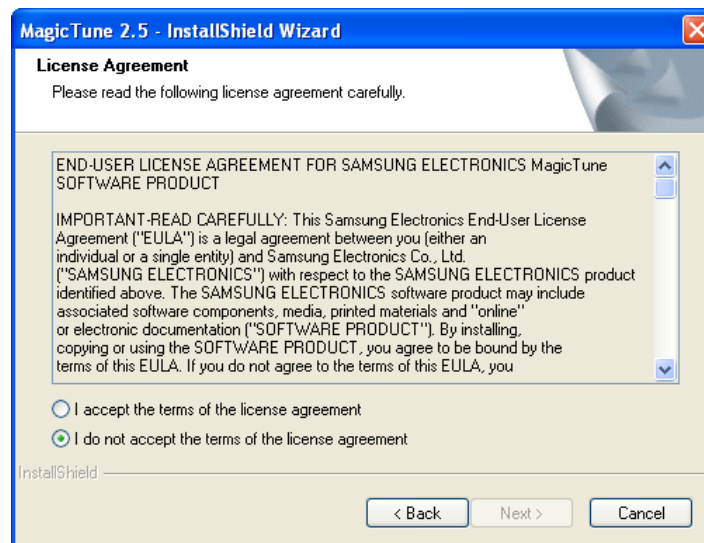 MagicTune 2.5 - InstallShield Wizard
License Agreement
Please read the following license agreement carefully.
END-USER LICENSE AGREEMENT FOR SAMSUNG ELECTRONICS MagicTune
SOFTWARE PRODUCT
IMPORTANT-READ CAREFULLY: This Samsung Electronics End-User License
Agreement ("EULA") is a legal agreement between you (either an
individual or a single entity) and Samsung Electronics Co., Ltd.
("SAMSUNG ELECTRONICS") with respect to the SAMSUNG ELECTRONICS product
identified above. The SAMSUNG ELECTRONICS software product may include
associated software components, media, printed materials and "online"
or electronic documentation ("SOFTWARE PRODUCT"). By installing,
copying or using the SOFTWARE PRODUCT, you agree to be bound by the
terms of this EULA. If you do not agree to the terms of this EULA, you
I accept the terms of the license agreement
I do not accept the terms of the license agreement
InstallShield
< Back
Next >
Cancel